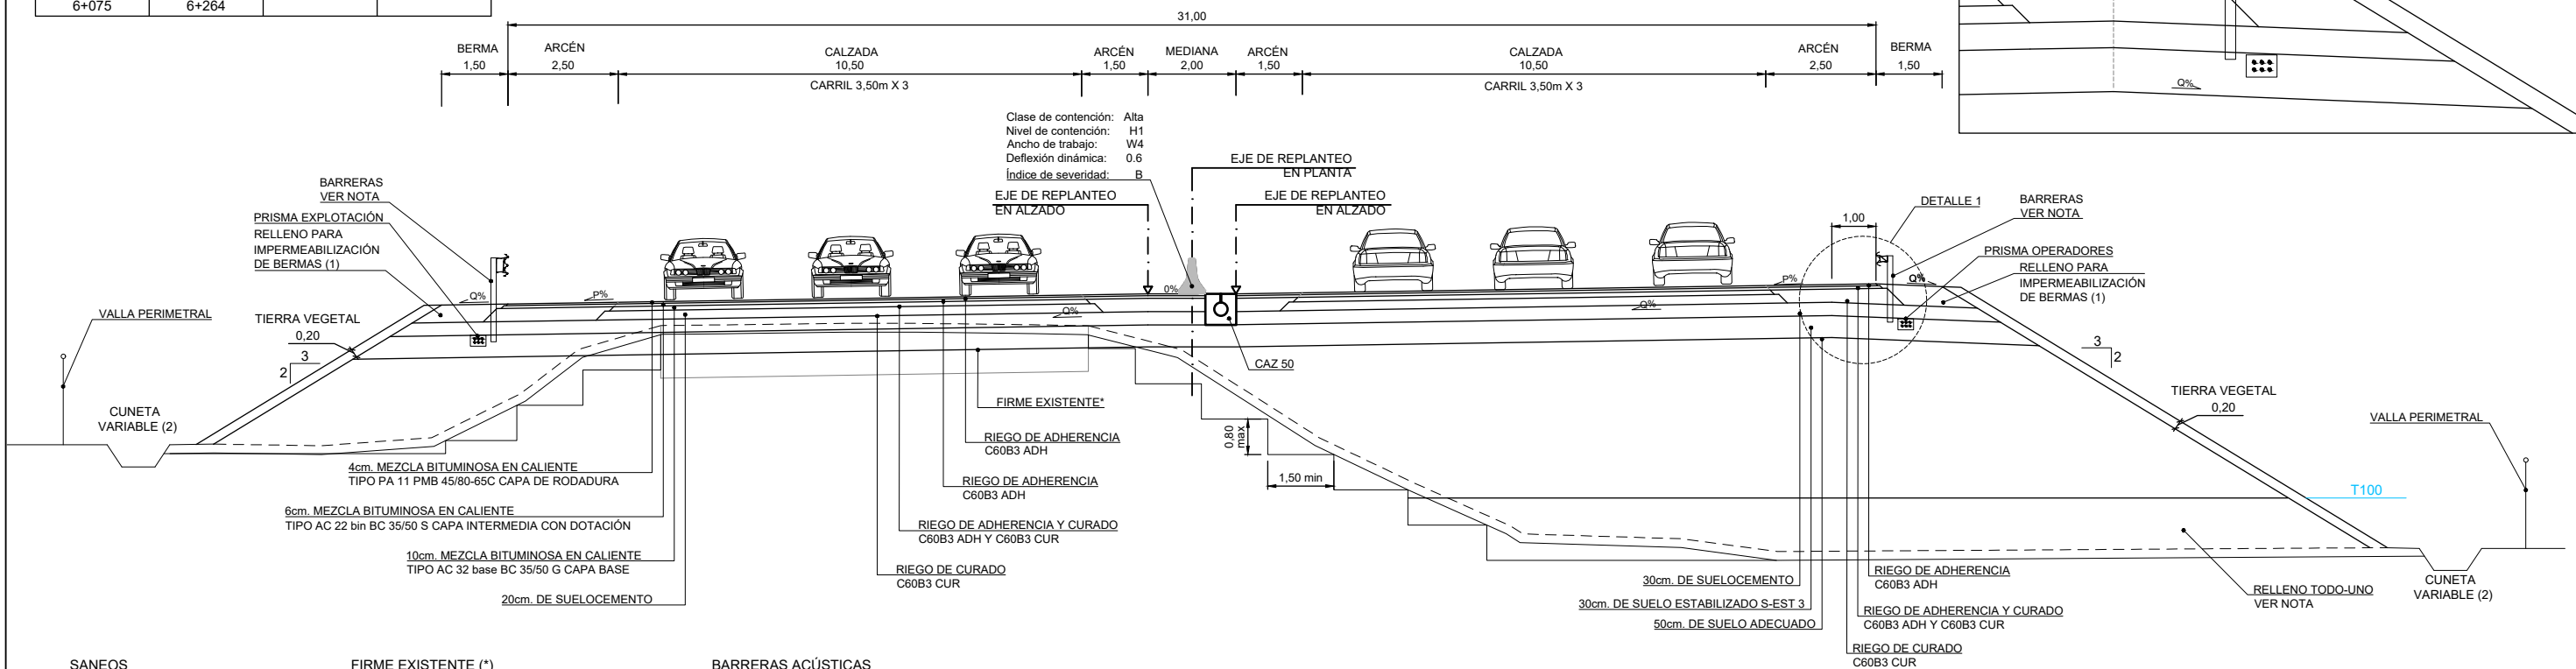 6+075 6+264
31,00
BERMA ARCÉN CALZADA ARCÉN MEDIANA ARCÉN CALZADA ARCÉN BERMA
1,50 2,50 10,50 1,50 2,00 1,50 10,50 2,50 1,50
CARRIL 3,50m X 3 CARRIL 3,50m X 3
Q%
Clase de contención: Alta
Nivel de contención: H1
Ancho de trabajo: W4
Deflexión dinámica: 0.6
Índice de severidad: B
EJE DE REPLANTEO
EN PLANTA
EJE DE REPLANTEO
EN ALZADO
EJE DE REPLANTEO
EN ALZADO
BARRERAS
VER NOTA
PRISMA EXPLOTACIÓN
RELLENO PARA
IMPERMEABILIZACIÓN
DE BERMAS (1)
VALLA PERIMETRAL
TIERRA VEGETAL
0,20
3
2
CUNETA
VARIABLE (2)
Q%
P%
0%
Q%
Q%
P%
Q%
1,00
DETALLE 1
BARRERAS
VER NOTA
PRISMA OPERADORES
RELLENO PARA
IMPERMEABILIZACIÓN
DE BERMAS (1)
3
2
TIERRA VEGETAL
0,20
VALLA PERIMETRAL
T100
CUNETA
VARIABLE (2)
RELLENO TODO-UNO
VER NOTA
CAZ 50
FIRME EXISTENTE*
0,80
max
1,50 min
RIEGO DE ADHERENCIA
C60B3 ADH
RIEGO DE ADHERENCIA
C60B3 ADH
RIEGO DE ADHERENCIA Y CURADO
C60B3 ADH Y C60B3 CUR
RIEGO DE CURADO
C60B3 CUR
4cm. MEZCLA BITUMINOSA EN CALIENTE
TIPO PA 11 PMB 45/80-65C CAPA DE RODADURA
6cm. MEZCLA BITUMINOSA EN CALIENTE
TIPO AC 22 bin BC 35/50 S CAPA INTERMEDIA CON DOTACIÓN
10cm. MEZCLA BITUMINOSA EN CALIENTE
TIPO AC 32 base BC 35/50 G CAPA BASE
20cm. DE SUELOCEMENTO
30cm. DE SUELOCEMENTO
30cm. DE SUELO ESTABILIZADO S-EST 3
50cm. DE SUELO ADECUADO
RIEGO DE ADHERENCIA
C60B3 ADH
RIEGO DE ADHERENCIA Y CURADO
C60B3 ADH Y C60B3 CUR
RIEGO DE CURADO
C60B3 CUR
SANEOS FIRME EXISTENTE (*) BARRERAS ACÚSTICAS